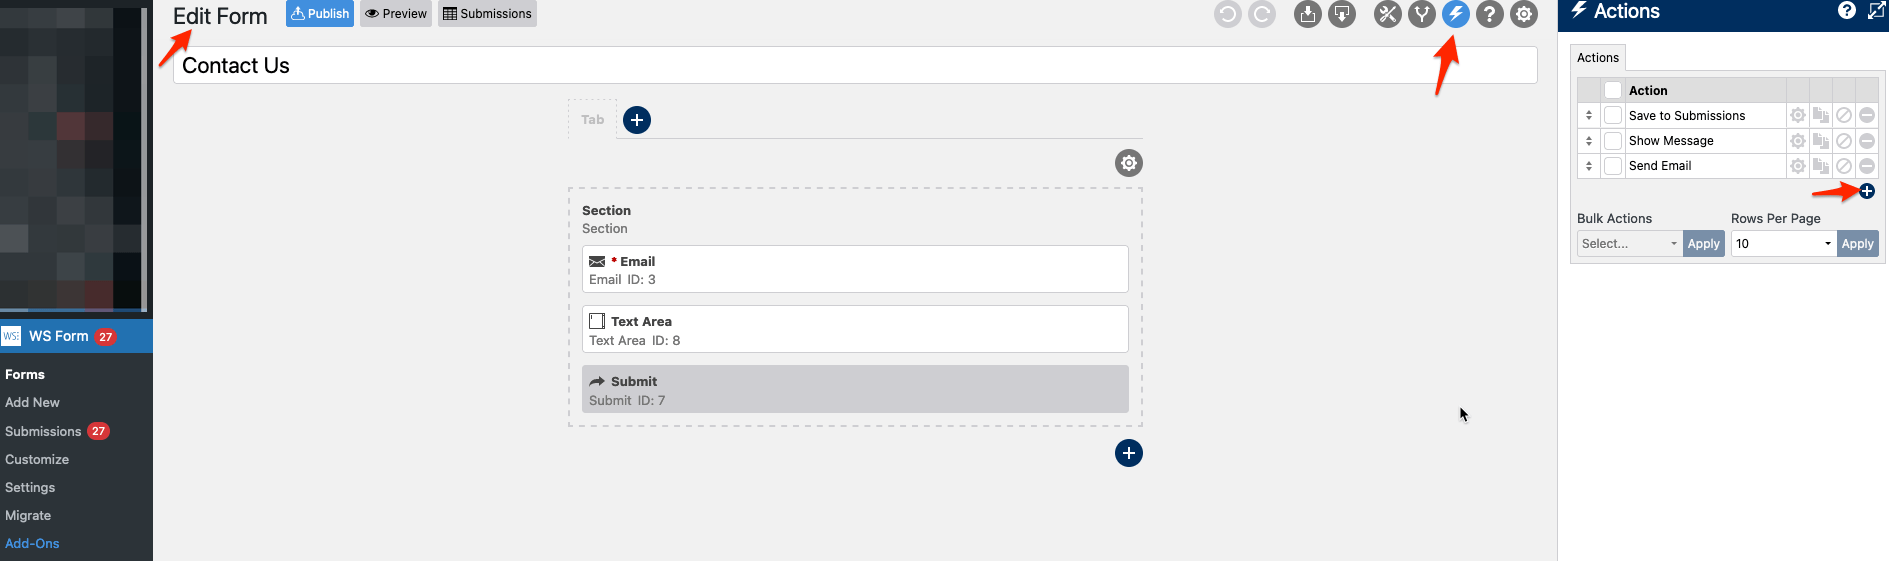 Edit Form
Publish
Preview
Submissions
Contact Us
Tab
Section
Section
* Email
Email ID: 3
Text Area
Text Area ID: 8
Submit
Submit ID: 7
WS Form 27
Forms
Add New
Submissions 27
Customize
Settings
Migrate
Add-Ons
Actions
Actions
Action
Save to Submissions
Show Message
Send Email
Bulk Actions
Rows Per Page
Select...
Apply
10
Apply